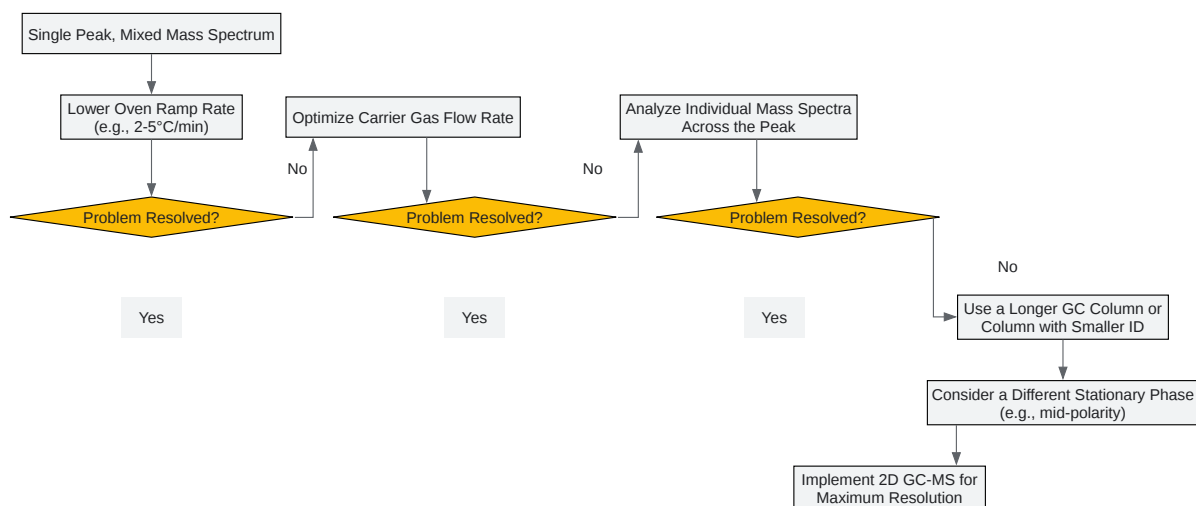 Single Peak, Mixed Mass Spectrum
Lower Oven Ramp Rate
(e.g., 2-5°C/min)
Optimize Carrier Gas Flow Rate
Analyze Individual Mass Spectra
Across the Peak
No
No
Problem Resolved?
Problem Resolved?
Problem Resolved?
No
Yes
Yes
Yes
Use a Longer GC Column or
Column with Smaller ID
Consider a Different Stationary Phase
(e.g., mid-polarity)
Implement 2D GC-MS for
Maximum Resolution